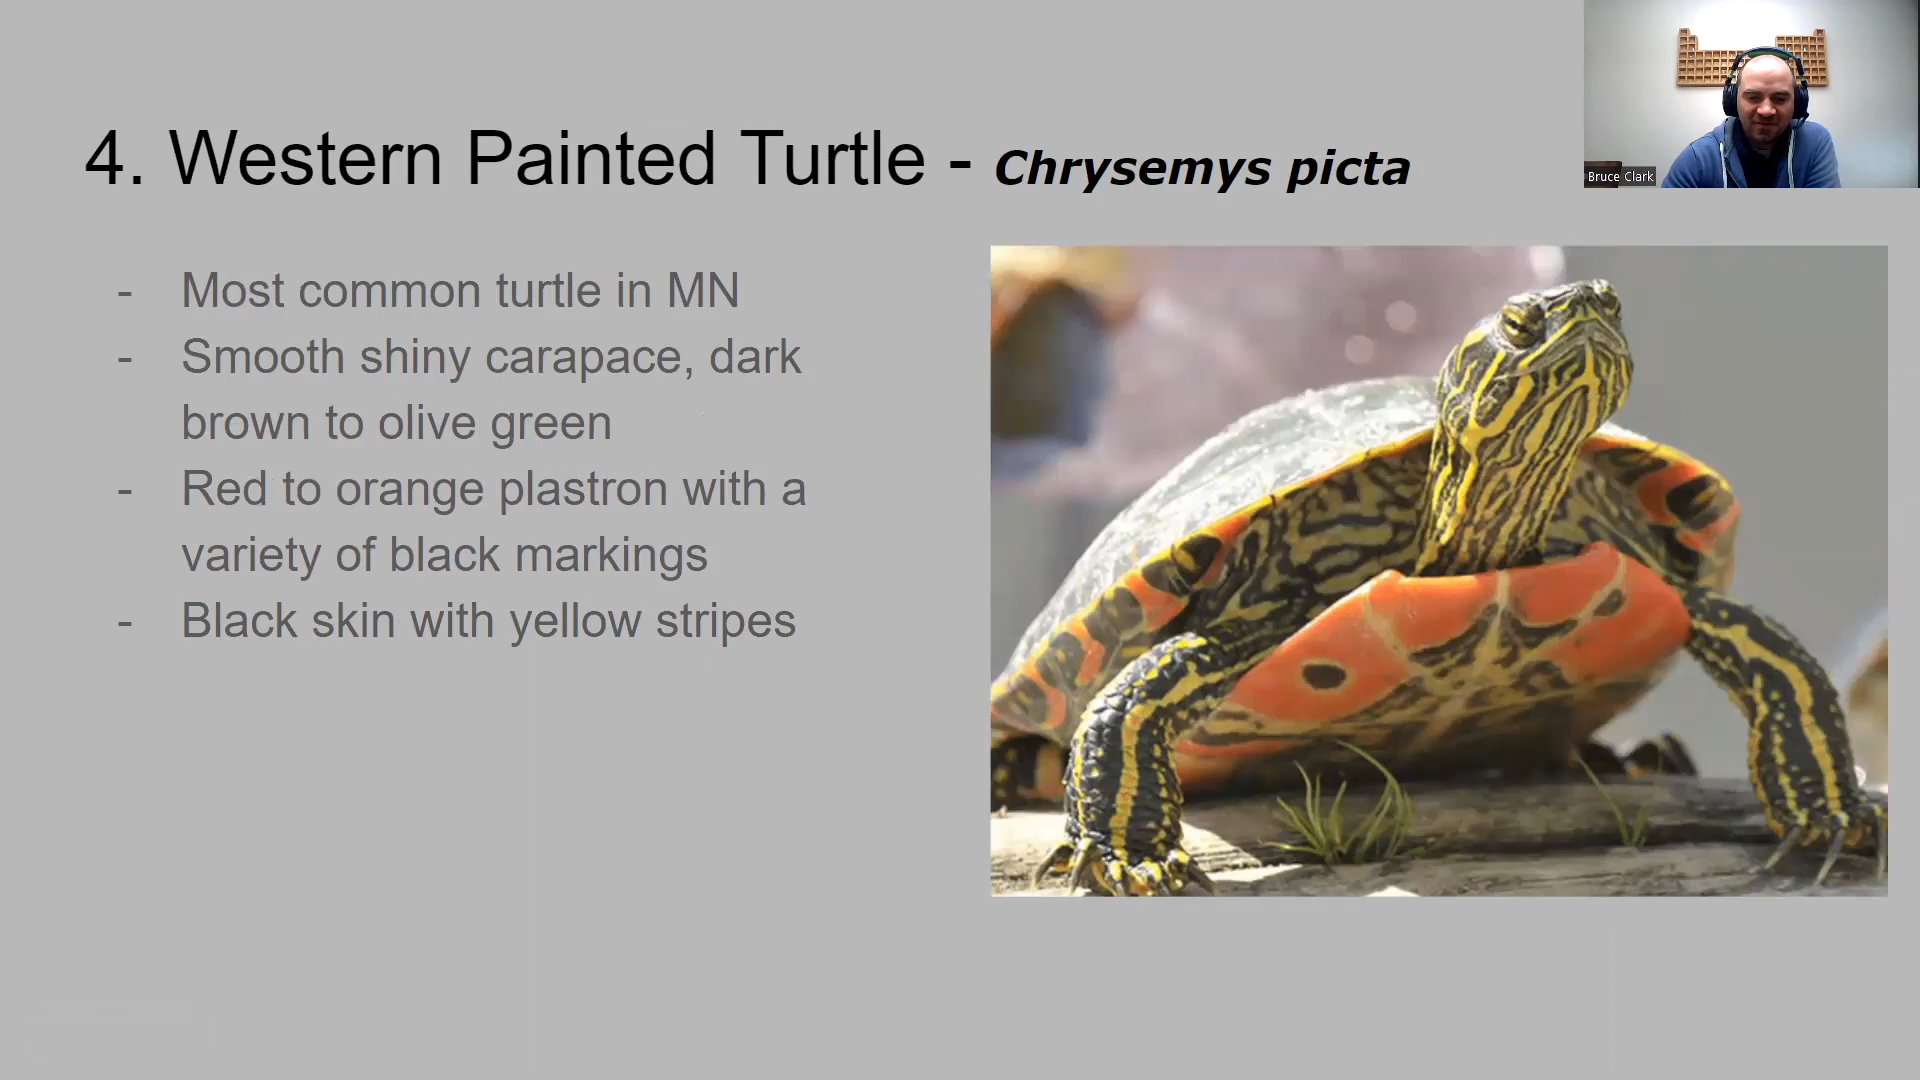 4. Western Painted Turtle - Chrysemys picta
- Most common turtle in MN
- Smooth shiny carapace, dark
brown to olive green
- Red to orange plastron with a
variety of black markings
- Black skin with yellow stripes
Bruce Clark